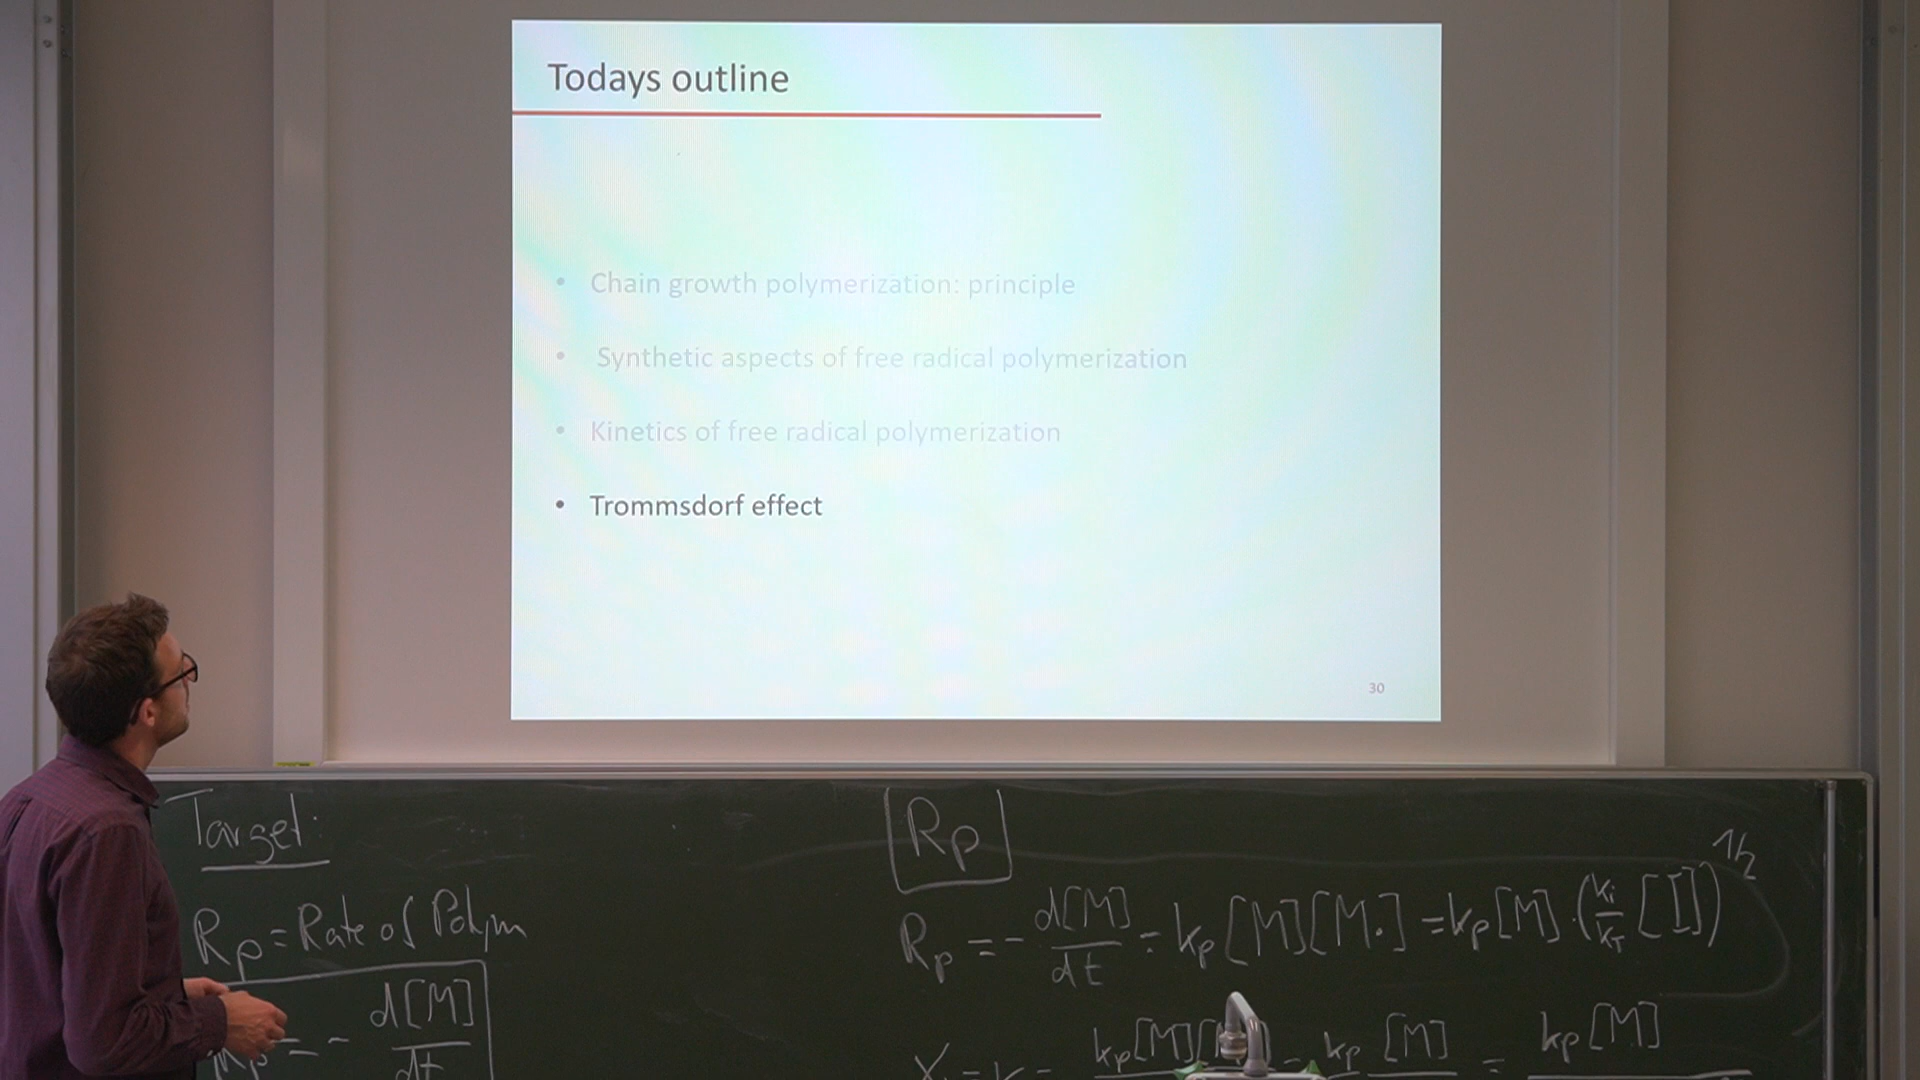 Todays outline
• Chain growth polymerization: principle
• Synthetic aspects of free radical polymerization
• Kinetics of free radical polymerization
• Trommsdorf effect
30
Target:
Rp = Rate of Polym
= - d[M]/dt
Rp
Rp = - d[M]/dt = kp [M][M·] = kp[M]·(ki/kT [I])^1/2
= kp [M] = kp[M]